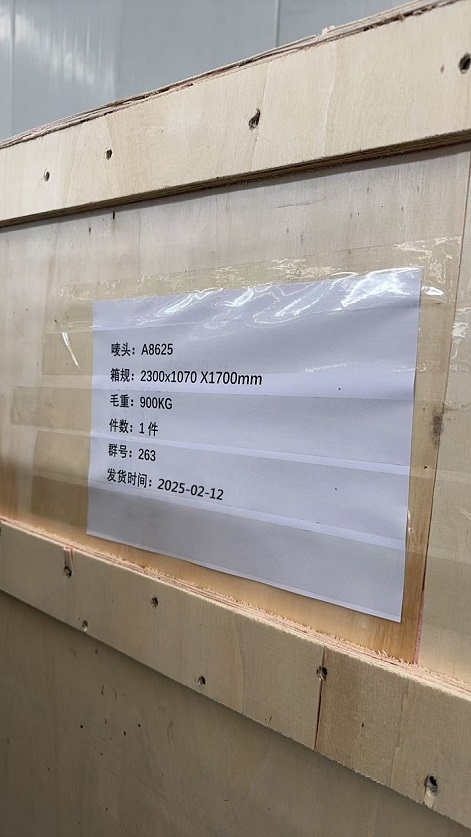 唛头：A8625
箱规：2300x1070 X1700mm
毛重：900KG
件数：1 件
群号：263
发货时间：2025-02-12